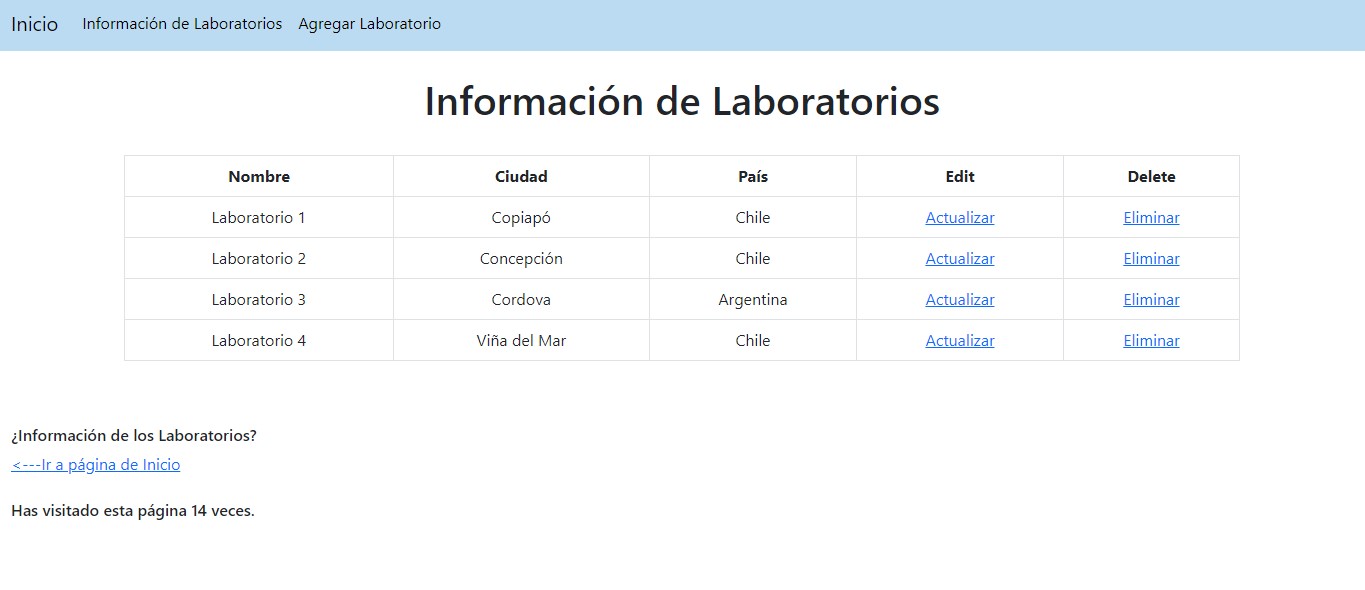 Inicio Información de Laboratorios Agregar Laboratorio
Información de Laboratorios
Nombre Ciudad País Edit Delete
Laboratorio 1 Copiapó Chile Actualizar Eliminar
Laboratorio 2 Concepción Chile Actualizar Eliminar
Laboratorio 3 Cordova Argentina Actualizar Eliminar
Laboratorio 4 Viña del Mar Chile Actualizar Eliminar
¿Información de los Laboratorios?
<---Ir a página de Inicio
Has visitado esta página 14 veces.